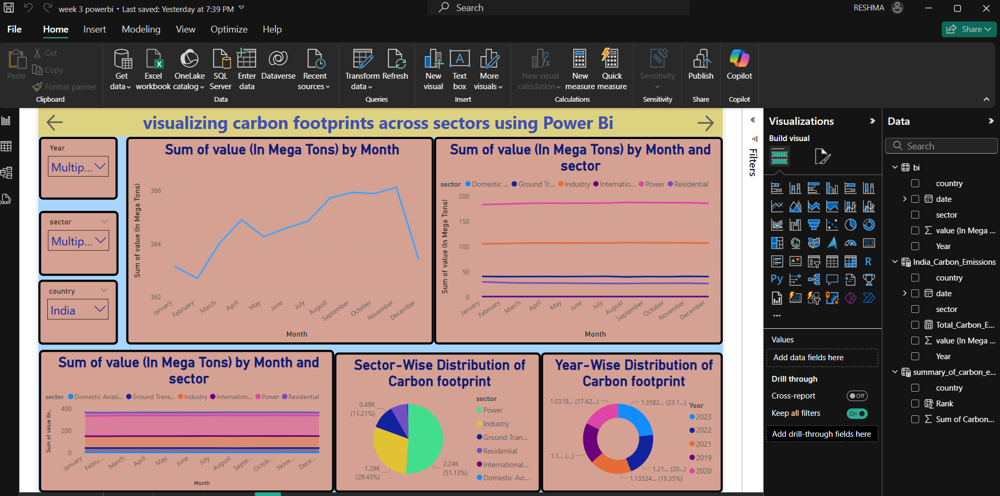 week 3 powerbi • Last saved: Yesterday at 7:39 PM
Search
RESHMA
File
Home
Insert
Modeling
View
Optimize
Help
Share
Paste
Cut
Copy
Format painter
Clipboard
Get data
Excel workbook
OneLake catalog
SQL Server
Enter data
Dataverse
Recent sources
Data
Transform data
Refresh
Queries
New visual
Text box
More visuals
Insert
New visual calculation
New measure
Quick measure
Calculations
Sensitivity
Sensitivity
Publish
Share
Copilot
Copilot
visualizing carbon footprints across sectors using Power Bi
Year
Multip...
sector
Multip...
country
India
Sum of value (In Mega Tons) by Month
Sum of value (In Mega Tons)
366
364
362
January
February
March
April
May
June
July
August
September
October
November
December
Month
Sum of value (In Mega Tons) by Month and
sector
sector
Domestic ...
Ground Tr...
Industry
Internatio...
Power
Residential
Sum of value (In Mega Tons)
200
150
100
50
0
January
February
March
April
May
June
July
August
September
October
November
December
Month
Sum of value (In Mega Tons) by Month and
sector
sector
Domestic Aviati...
Ground Trans...
Industry
Internation...
Power
Residential
Sum of value (In...
400
200
0
January
Febru...
March
April
May
June
July
August
Septe...
Octob...
Nove...
Dece...
Month
Sector-Wise Distribution of
Carbon footprint
0.49K
(11.21%)
1.29K
(29.43%)
2.24K
(51.13%)
sector
Power
Industry
Ground Tran...
Residential
International...
Domestic Avi...
Year-Wise Distribution of
Carbon footprint
1.0318... (17.62...)
1.3582... (23.1...)
1.1... (...)
1.21... (20...)
1.13334... (19.35%)
Year
2023
2022
2021
2019
2020
Filters
Visualizations
Build visual
123
R
Py
123
...
Values
Add data fields here
Drill through
Cross-report
Off
Keep all filters
On
Add drill-through fields here
Data
Search
bi
country
date
sector
value (In Mega ...
Year
India_Carbon_Emissions
country
date
sector
Total_Carbon_E...
value (In Mega ...
Year
summary_of_carbon_e...
country
Rank
Sum of Carbon...